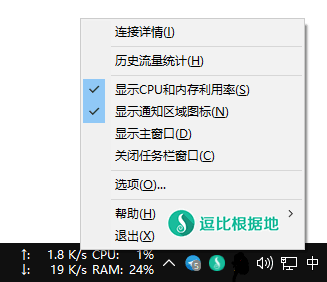 连接详情(I)
历史流量统计(H)
显示CPU和内存利用率(S)
显示通知区域图标(N)
显示主窗口(D)
关闭任务栏窗口(C)
选项(O)...
帮助(H)
退出(X)
逗比根据地
↑: 1.8 K/s CPU: 1%
↓: 19 K/s RAM: 24%
中